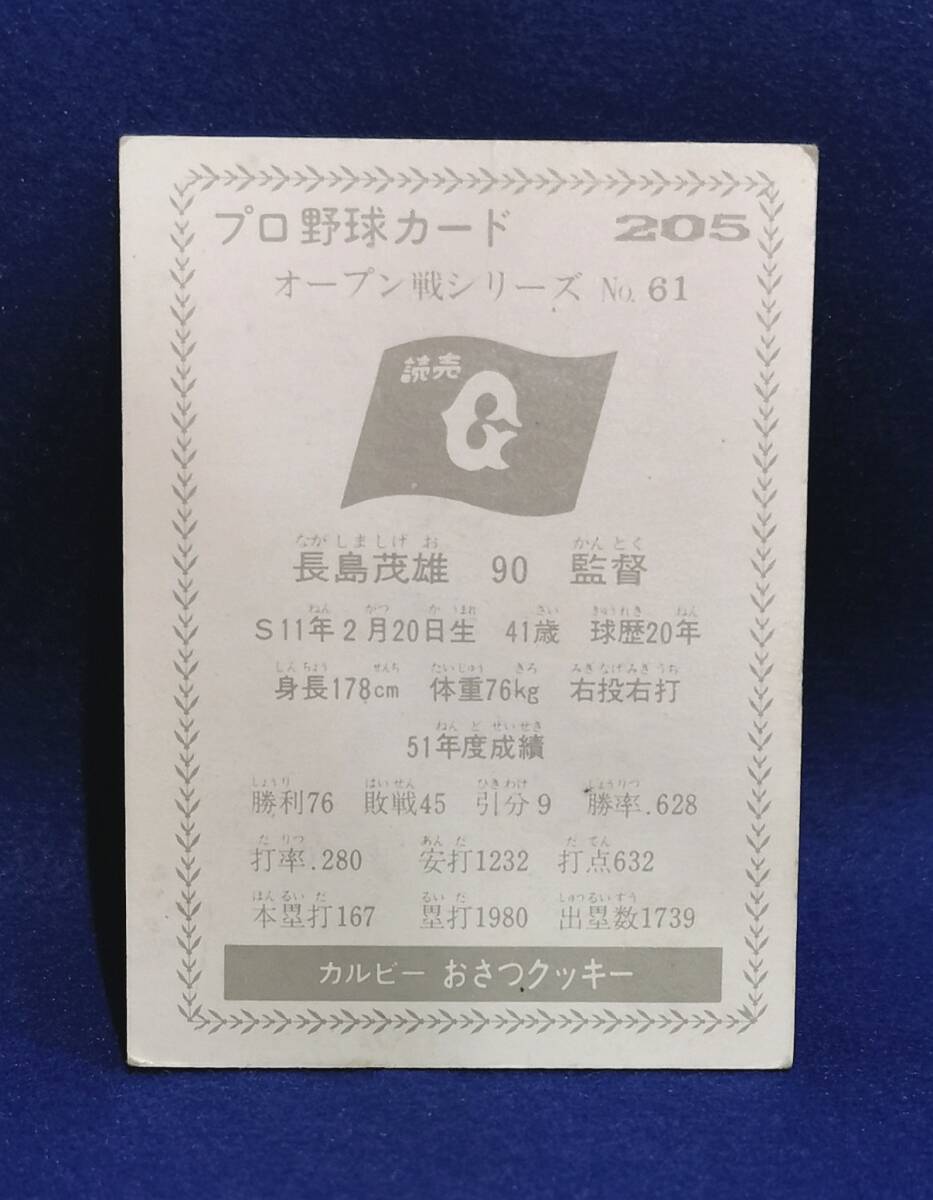 プロ野球カード 205
オープン戦シリーズ No. 61
読売
G
ながしましげお かんとく
長島茂雄 90 監督
ねん がつ か うまれ さい きゅうれき ねん
S11年2月20日生 41歳 球歴20年
しんちょう せんち たいじゅう きろ みぎなげみぎうち
身長178cm 体重76kg 右投右打
ねんどせいせき
51年度成績
しょうり はいせん ひきわけ しょうりつ
勝利76 敗戦45 引分9 勝率.628
だりつ あんだ だてん
打率.280 安打1232 打点632
ほんるいだ るいだ しゅつるいすう
本塁打167 塁打1980 出塁数1739
カルビー おさつクッキー